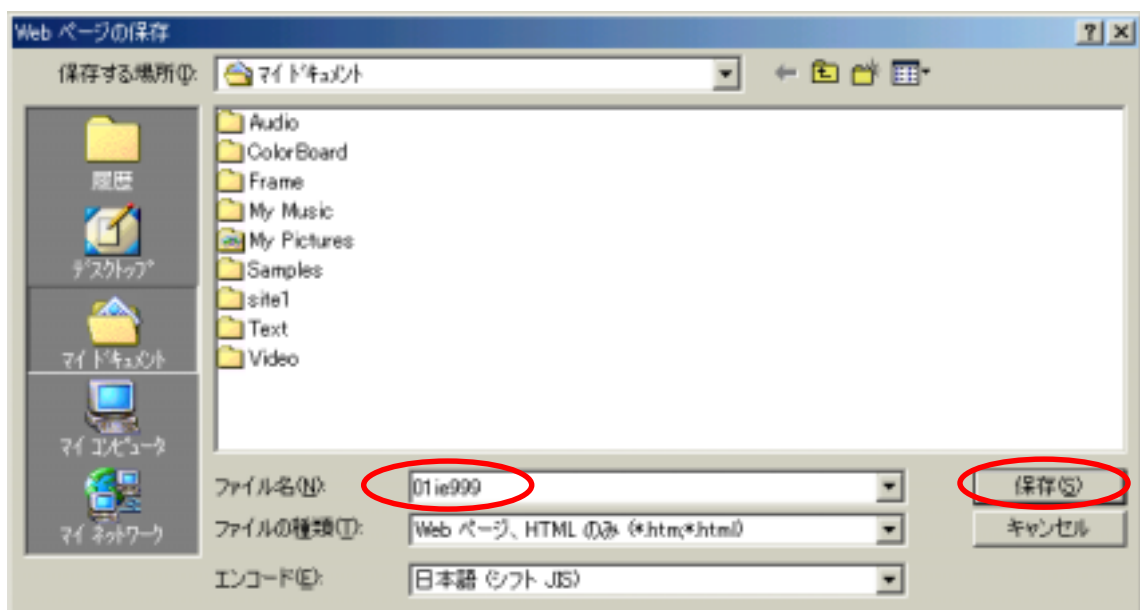 Web ページの保存
保存する場所(I):
マイ ドキュメント
履歴
デスクトップ
マイ ドキュメント
マイ コンピュータ
マイ ネットワーク
Audio
ColorBoard
Frame
My Music
My Pictures
Samples
site1
Text
Video
ファイル名(N): 01ie999 保存(S)
ファイルの種類(T): Web ページ、HTML のみ (*.htm;*.html) キャンセル
エンコード(E): 日本語 (シフト JIS)